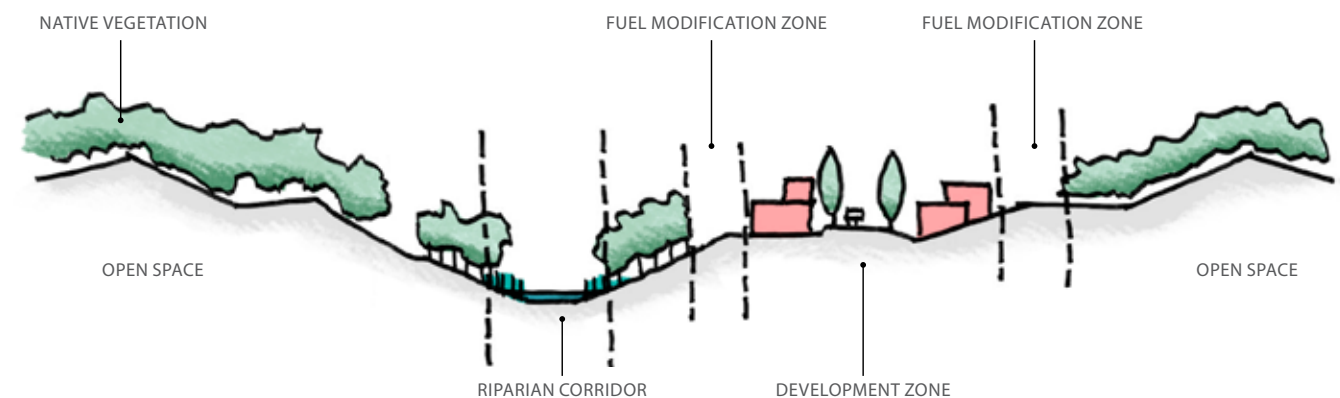 NATIVE VEGETATION
FUEL MODIFICATION ZONE
FUEL MODIFICATION ZONE
OPEN SPACE
OPEN SPACE
RIPARIAN CORRIDOR
DEVELOPMENT ZONE